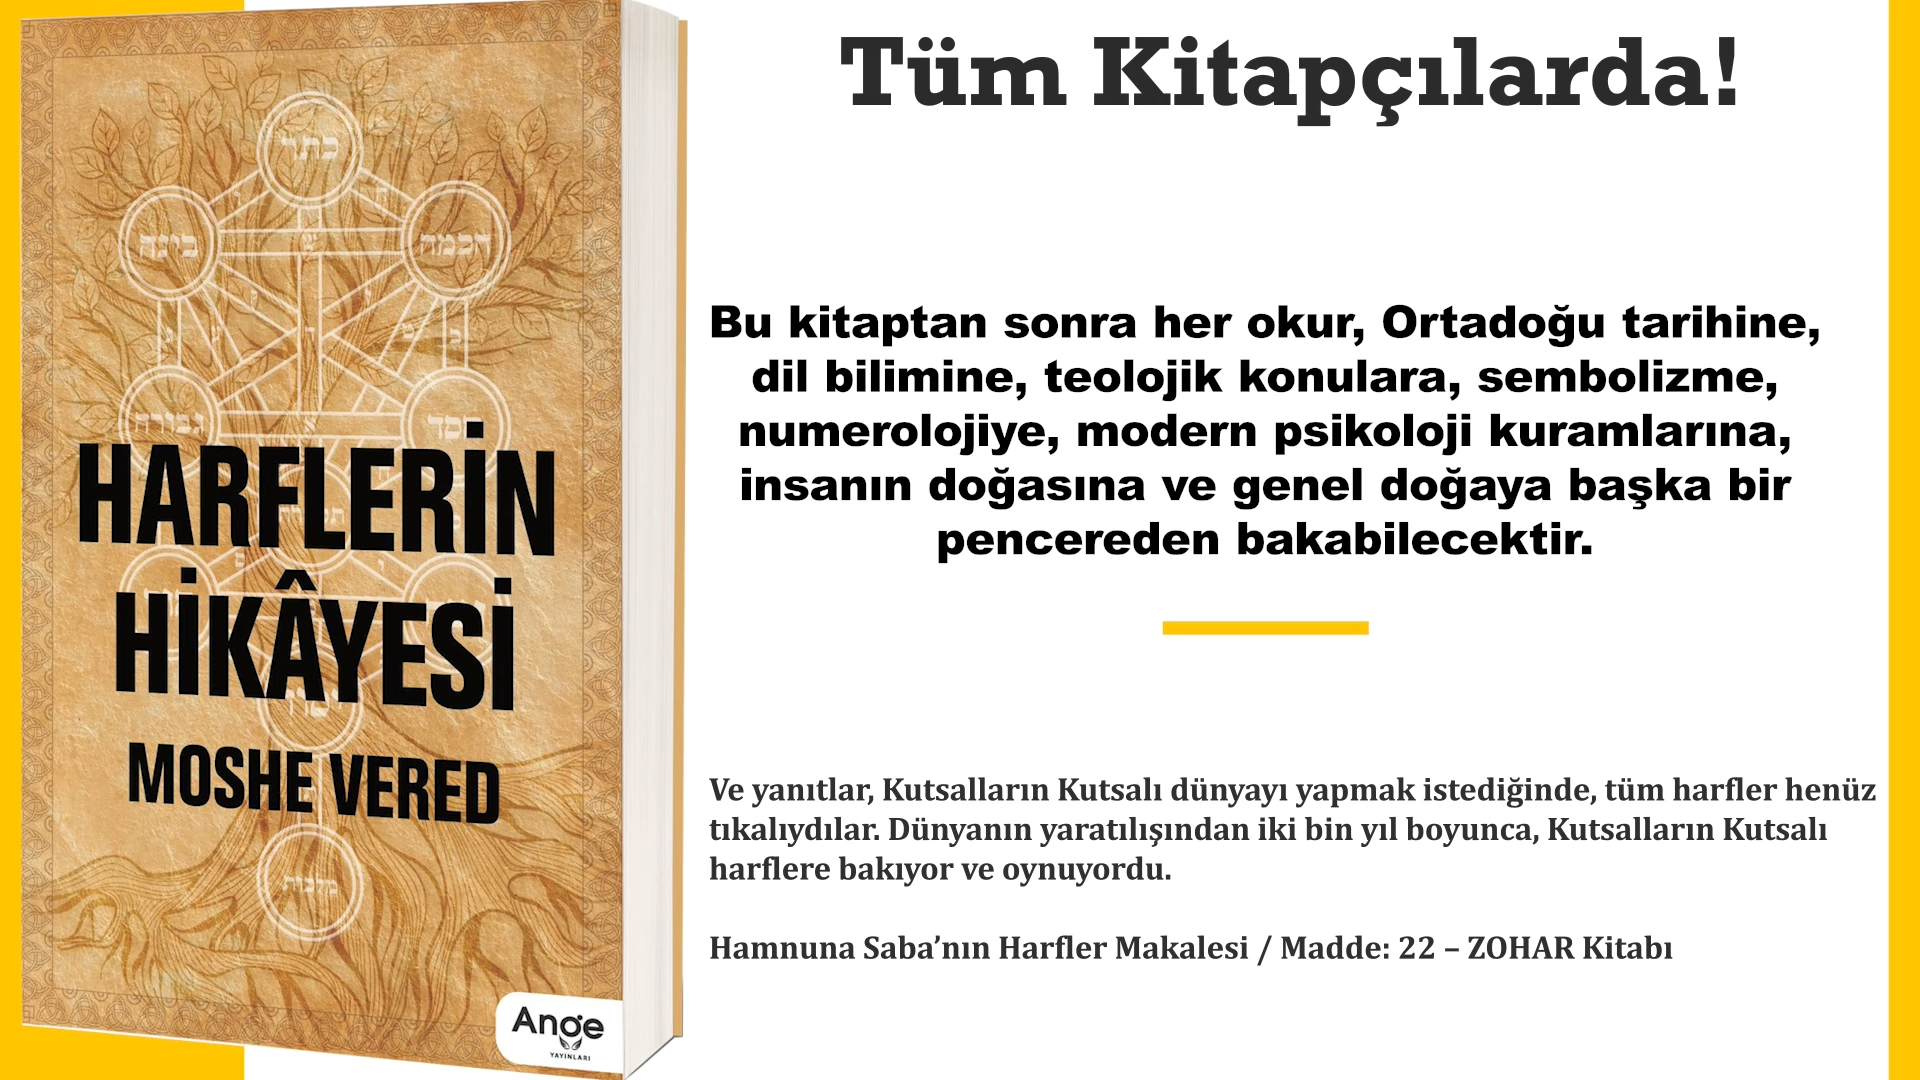 Tüm Kitapçılarda!
כתר
בינה
חכמה
גבורה
חסד
HARFLERİN
HİKÂYESİ
MOSHE VERED
מלכות
Ange
YAYINLARI
Bu kitaptan sonra her okur, Ortadoğu tarihine,
dil bilimine, teolojik konulara, sembolizme,
numerolojiye, modern psikoloji kuramlarına,
insanın doğasına ve genel doğaya başka bir
pencereden bakabilecektir.
Ve yanıtlar, Kutsalların Kutsalı dünyayı yapmak istediğinde, tüm harfler henüz
tıkalıydılar. Dünyanın yaratılışından iki bin yıl boyunca, Kutsalların Kutsalı
harflere bakıyor ve oynuyordu.
Hamnuna Saba’nın Harfler Makalesi / Madde: 22 – ZOHAR Kitabı